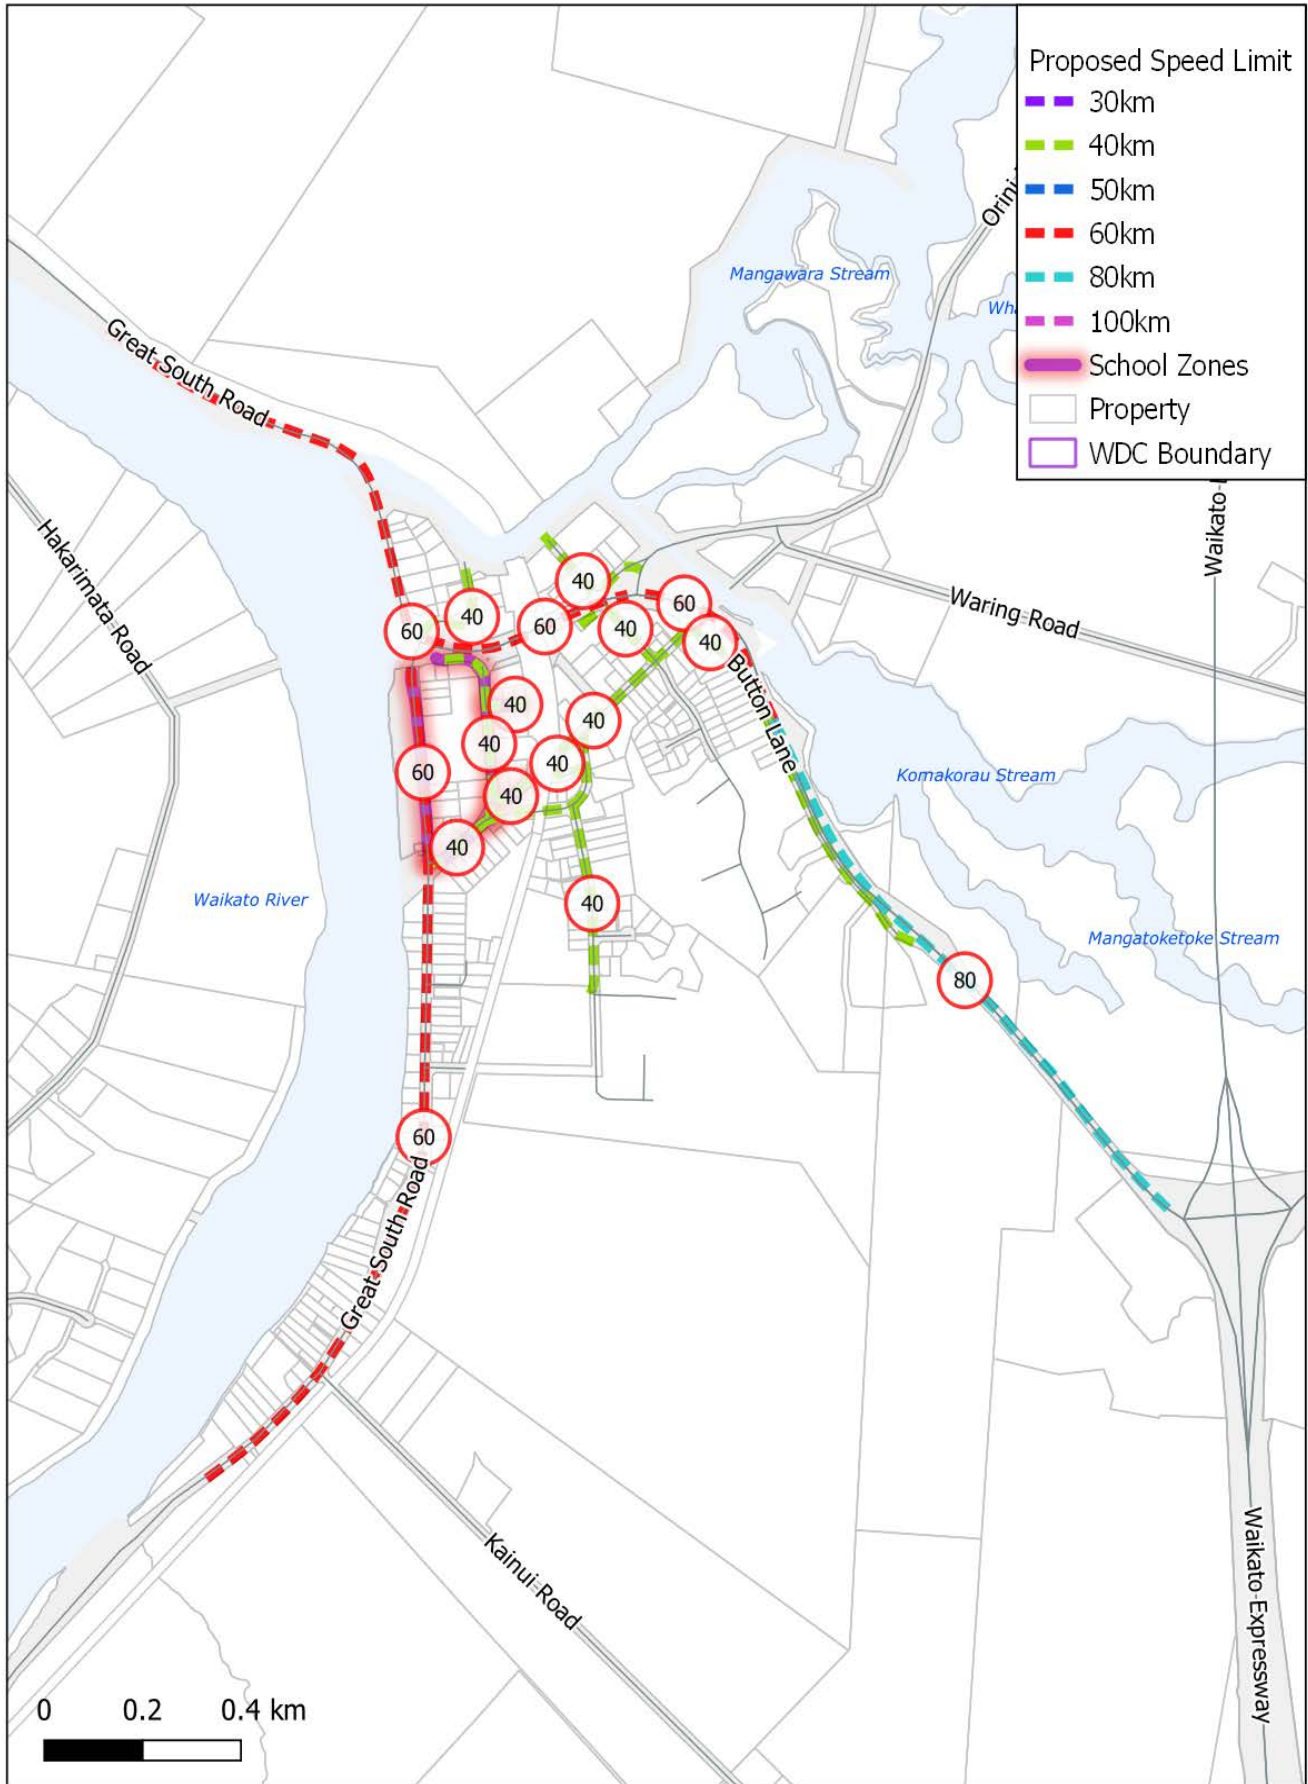 Proposed Speed Limit
30km
40km
50km
60km
80km
100km
School Zones
Property
WDC Boundary
Mangawara Stream
Great South Road
Hakarimata Road
40
60
40
60
60
40
40
Waring Road
Button Lane
40
40
40
60
40
40
Komakorau Stream
40
Waikato River
40
Mangatoketoke Stream
80
60
Great South Road
Kainui Road
Waikato Expressway
0 0.2 0.4 km